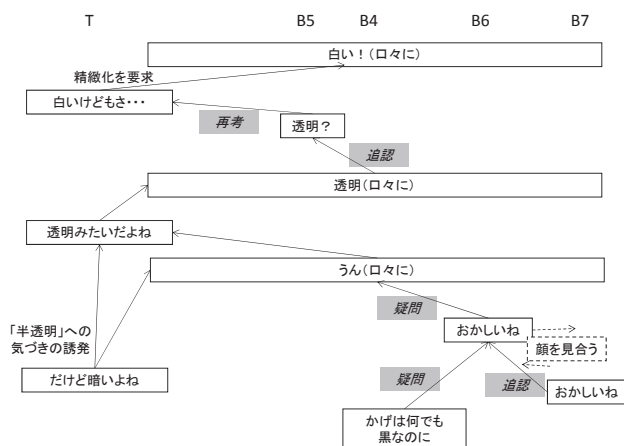 T B5 B4 B6 B7
白い！(口々に)
精緻化を要求
白いけどもさ・・・
再考
透明？
追認
透明(口々に)
透明みたいだよね
うん(口々に)
疑問
「半透明」への
気づきの誘発
おかしいね
顔を見合う
だけど暗いよね
疑問
追認
おかしいね
かげは何でも
黒なのに